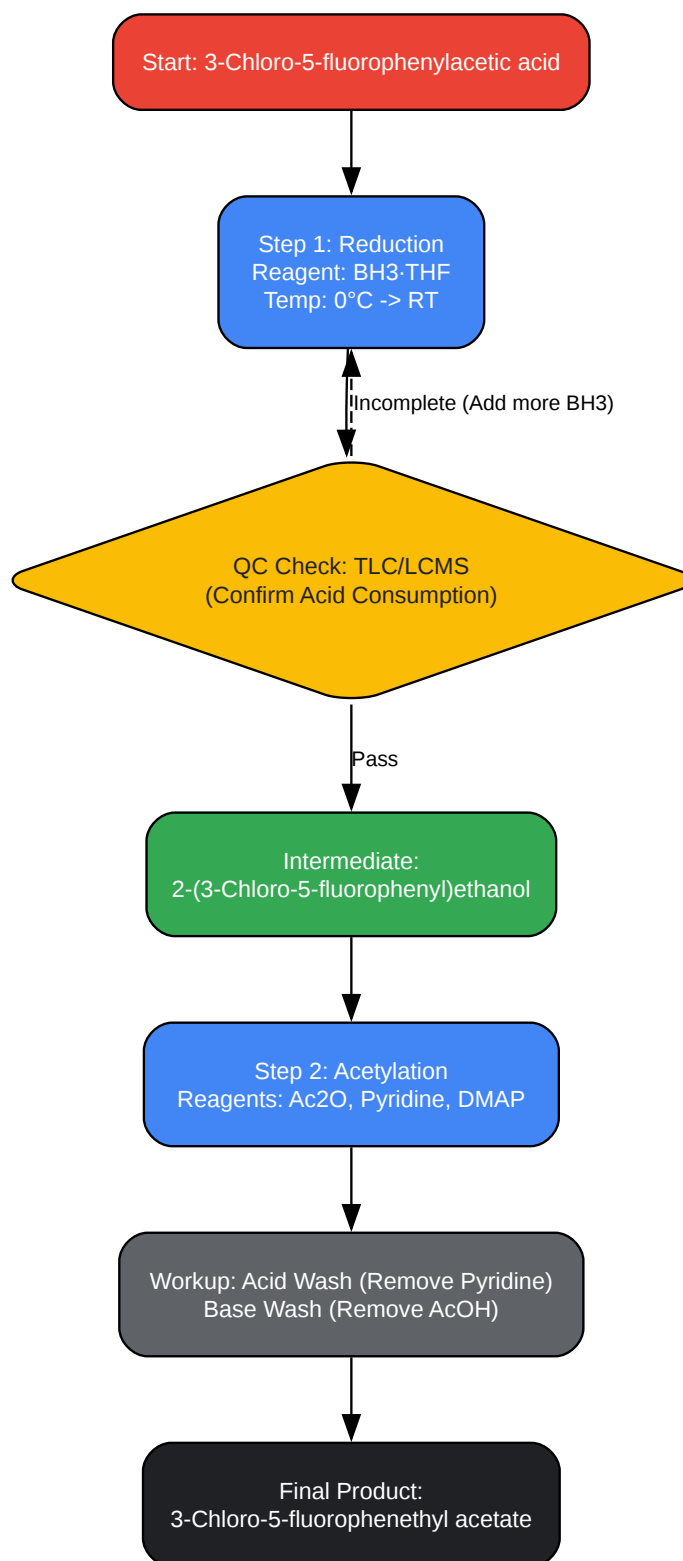 Start: 3-Chloro-5-fluorophenylacetic acid
Step 1: Reduction
Reagent: BH3·THF
Temp: 0°C -> RT
Incomplete (Add more BH3)
QC Check: TLC/LCMS
(Confirm Acid Consumption)
Pass
Intermediate:
2-(3-Chloro-5-fluorophenyl)ethanol
Step 2: Acetylation
Reagents: Ac2O, Pyridine, DMAP
Workup: Acid Wash (Remove Pyridine)
Base Wash (Remove AcOH)
Final Product:
3-Chloro-5-fluorophenethyl acetate